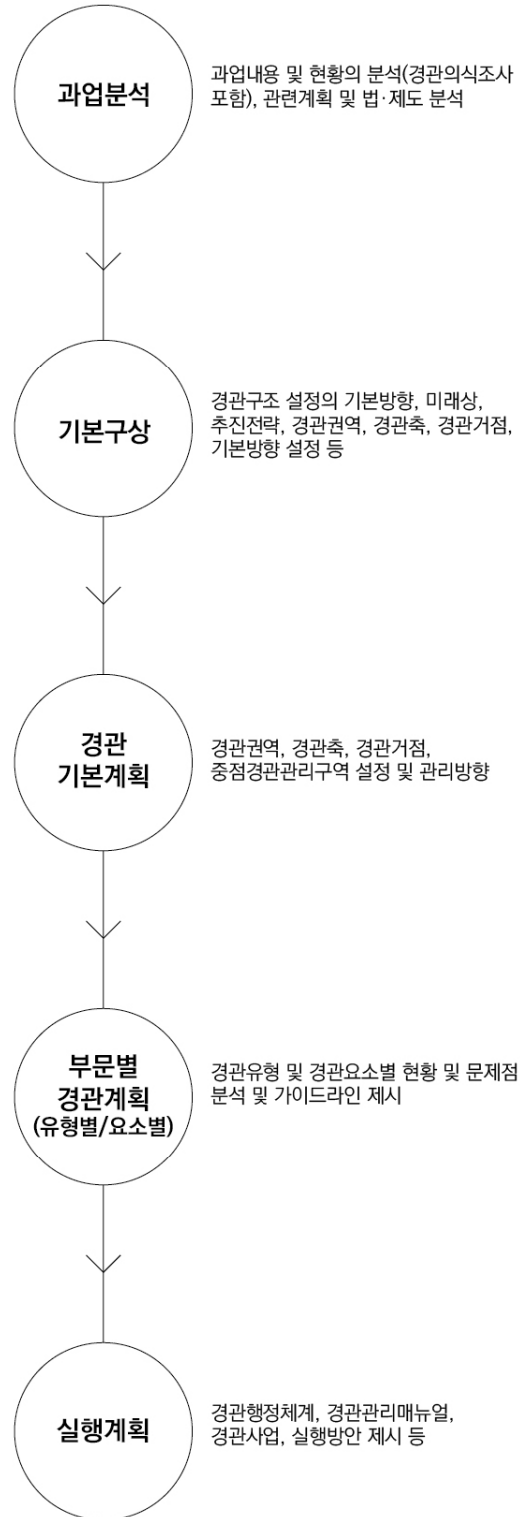 과업분석
과업내용 및 현황의 분석(경관의식조사
포함), 관련계획 및 법·제도 분석
기본구상
경관구조 설정의 기본방향, 미래상,
추진전략, 경관권역, 경관축, 경관거점,
기본방향 설정 등
경관
기본계획
경관권역, 경관축, 경관거점,
중점경관관리구역 설정 및 관리방향
부문별
경관계획
(유형별/요소별)
경관유형 및 경관요소별 현황 및 문제점
분석 및 가이드라인 제시
실행계획
경관행정체계, 경관관리매뉴얼,
경관사업, 실행방안 제시 등